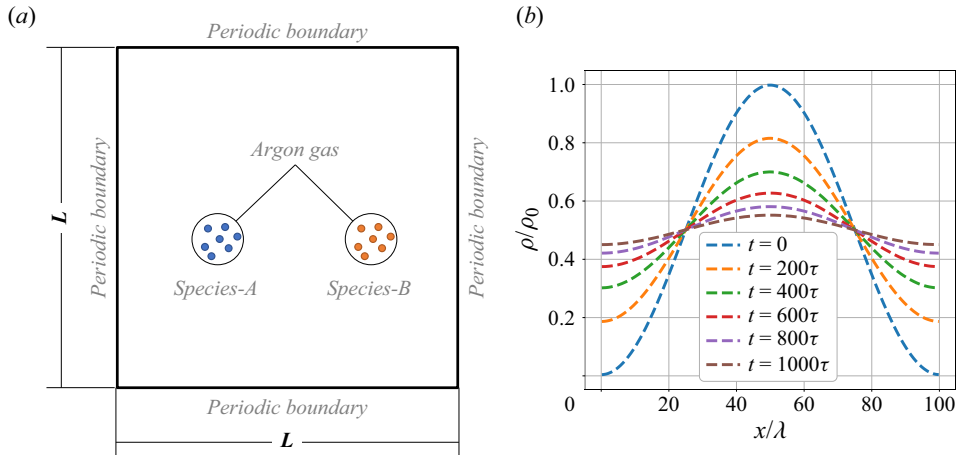 (a)
Periodic boundary
L
Periodic boundary
Argon gas
Species-A
Species-B
Periodic boundary
Periodic boundary
L
(b)
ρ/ρ0
1.0
0.8
0.6
0.4
0.2
0
0
20
40
60
80
100
x/λ
t = 0
t = 200τ
t = 400τ
t = 600τ
t = 800τ
t = 1000τ